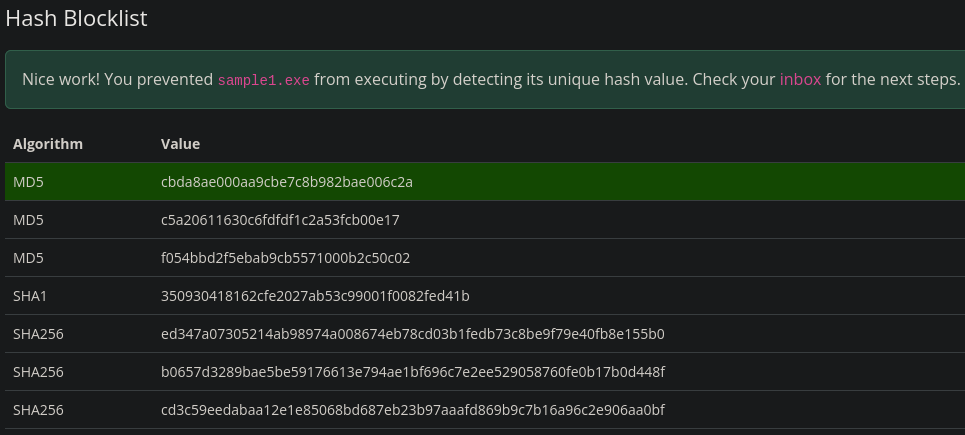 Hash Blocklist
Nice work! You prevented sample1.exe from executing by detecting its unique hash value. Check your inbox for the next steps.
Algorithm Value
MD5 cbda8ae000aa9cbe7c8b982bae006c2a
MD5 c5a20611630c6fdfdf1c2a53fcb00e17
MD5 f054bbd2f5ebab9cb5571000b2c50c02
SHA1 350930418162cfe2027ab53c99001f0082fed41b
SHA256 ed347a07305214ab98974a008674eb78cd03b1fedb73c8be9f79e40fb8e155b0
SHA256 b0657d3289bae5be59176613e794ae1bf696c7e2ee529058760fe0b17b0d448f
SHA256 cd3c59eedabaa12e1e85068bd687eb23b97aaafd869b9c7b16a96c2e906aa0bf